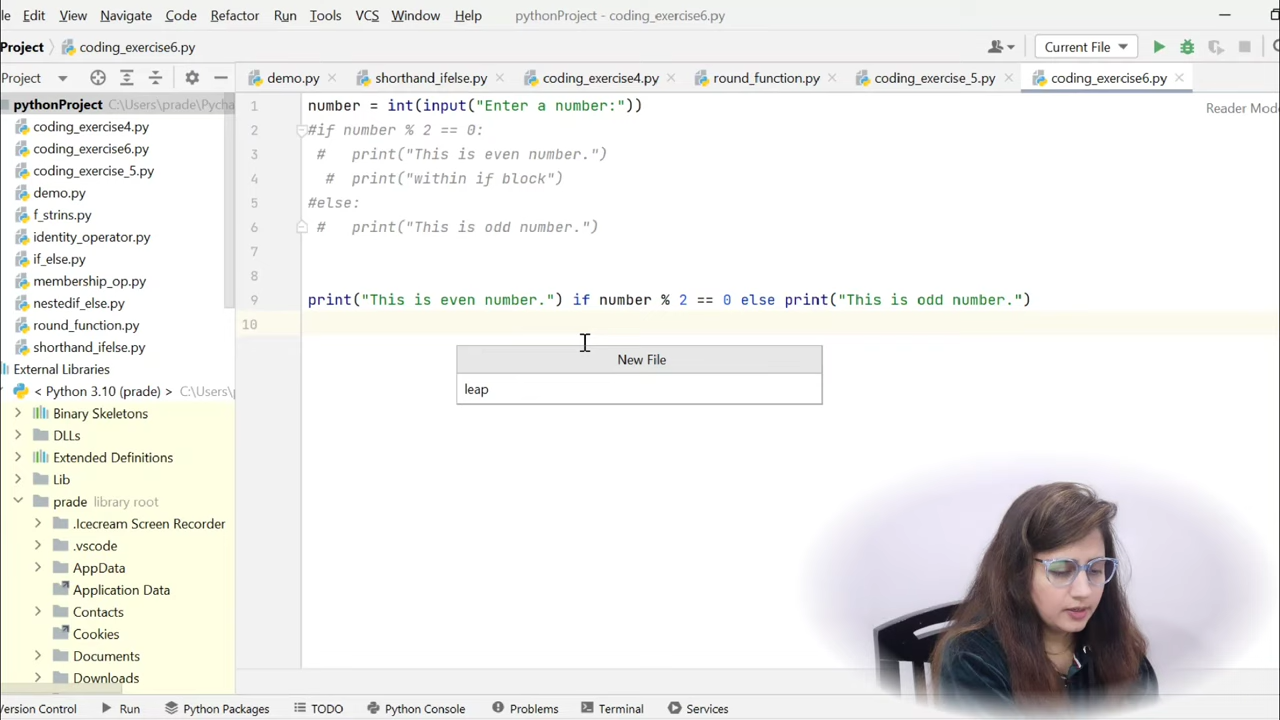 le Edit View Navigate Code Refactor Run Tools VCS Window Help pythonProject - coding_exercise6.py
Project coding_exercise6.py Current File
Project demo.py shorthand_ifelse.py coding_exercise4.py round_function.py coding_exercise_5.py coding_exercise6.py
pythonProject C:\Users\prade\Pycha
coding_exercise4.py
coding_exercise6.py
coding_exercise_5.py
demo.py
f_strins.py
identity_operator.py
if_else.py
membership_op.py
nestedif_else.py
round_function.py
shorthand_ifelse.py
External Libraries
< Python 3.10 (prade) > C:\Users\p
Binary Skeletons
DLLs
Extended Definitions
Lib
prade library root
.Icecream Screen Recorder
.vscode
AppData
Application Data
Contacts
Cookies
Documents
Downloads
1 number = int(input("Enter a number:"))
2 #if number % 2 == 0:
3 # print("This is even number.")
4 # print("within if block")
5 #else:
6 # print("This is odd number.")
7
8
9 print("This is even number.") if number % 2 == 0 else print("This is odd number.")
10
Reader Mod
New File
leap
ersion Control Run Python Packages TODO Python Console Problems Terminal Services